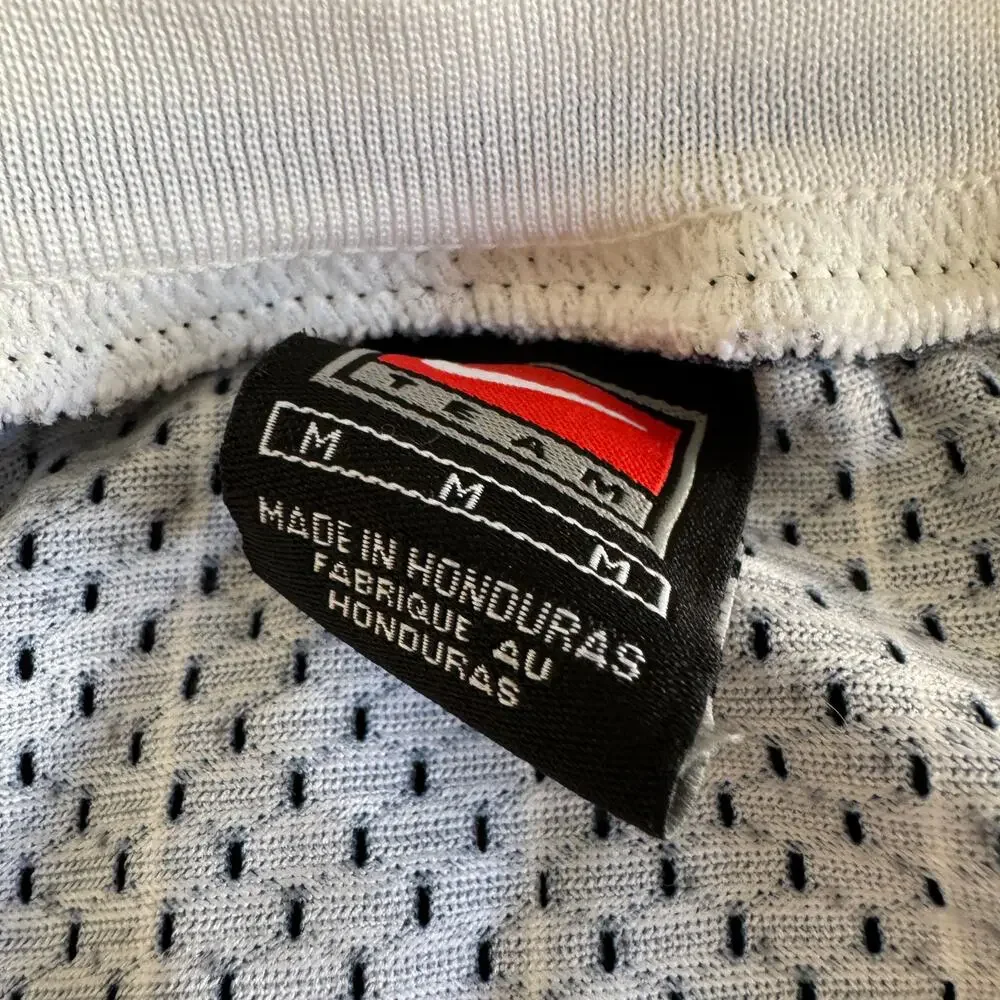 TEAM
M M M
MADE IN HONDURAS
FABRIQUE AU
HONDURAS